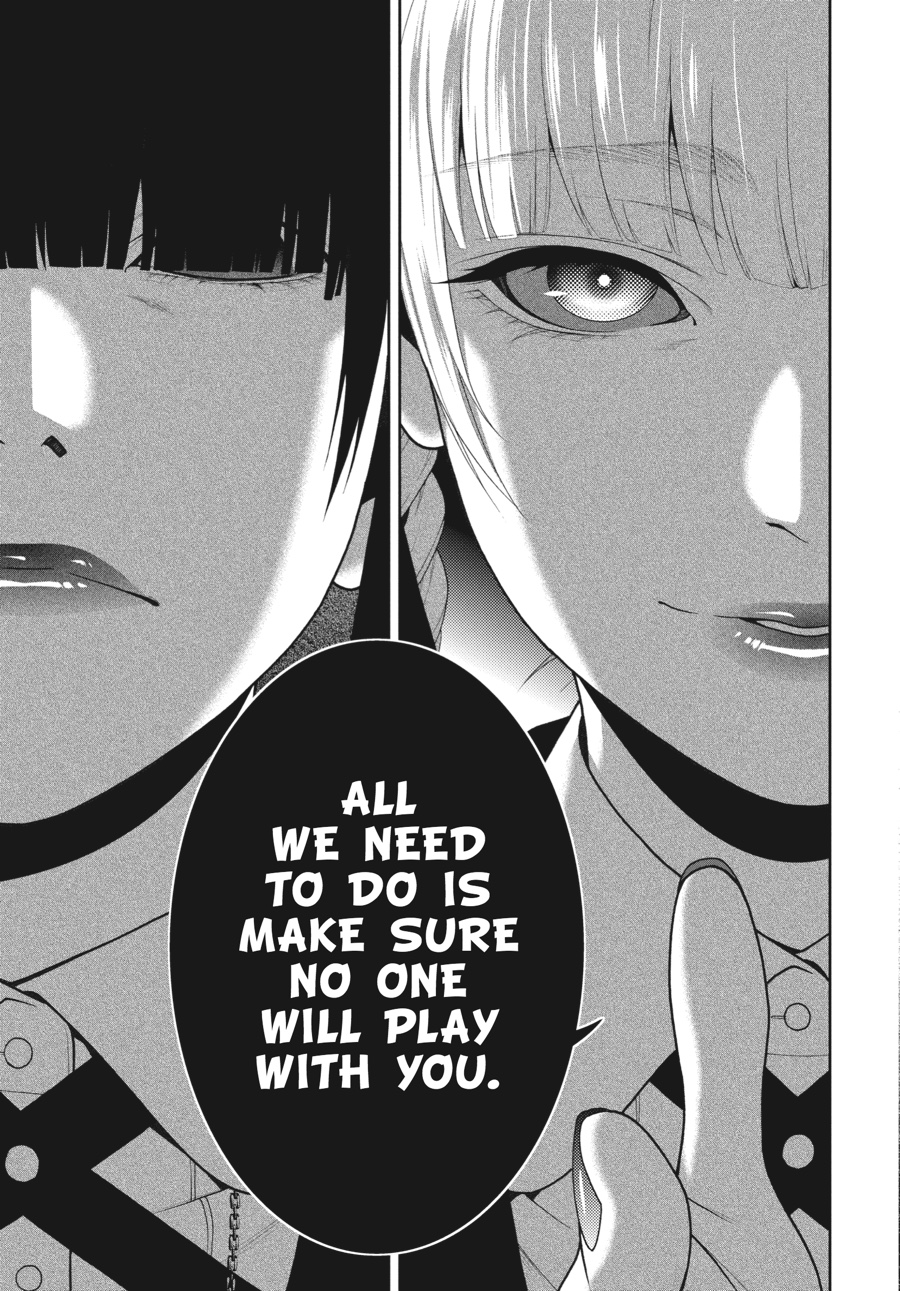 ALL
WE NEED
TO DO IS
MAKE SURE
NO ONE
WILL PLAY
WITH YOU.